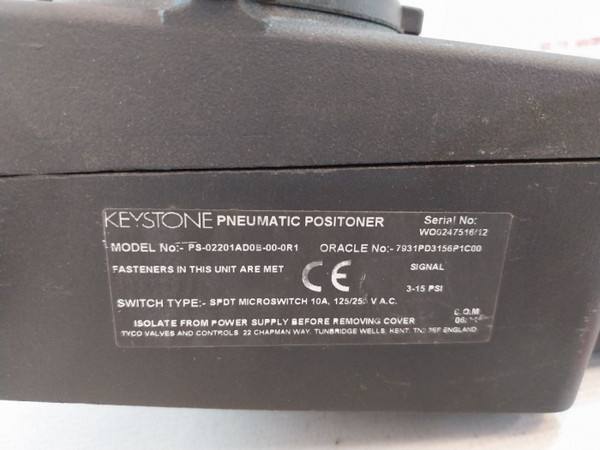 KEYSTONE PNEUMATIC POSITONER
Serial No:
WO0247516/12
MODEL No:- PS-02201AD0B-00-0R1 ORACLE No:- 7931PD3156P1C00
FASTENERS IN THIS UNIT ARE MET CE SIGNAL
3-15 PSI
SWITCH TYPE:- SPDT MICROSWITCH 10A, 125/250 V A.C.
D.O.M
ISOLATE FROM POWER SUPPLY BEFORE REMOVING COVER
TYCO VALVES AND CONTROLS 22 CHAPMAN WAY, TUNBRIDGE WELLS, KENT. ENGLAND